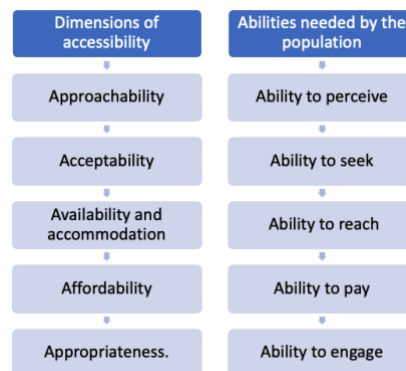 Dimensions of
accessibility
Approachability
Acceptability
Availability and
accommodation
Affordability
Appropriateness.
Abilities needed by the
population
Ability to perceive
Ability to seek
Ability to reach
Ability to pay
Ability to engage